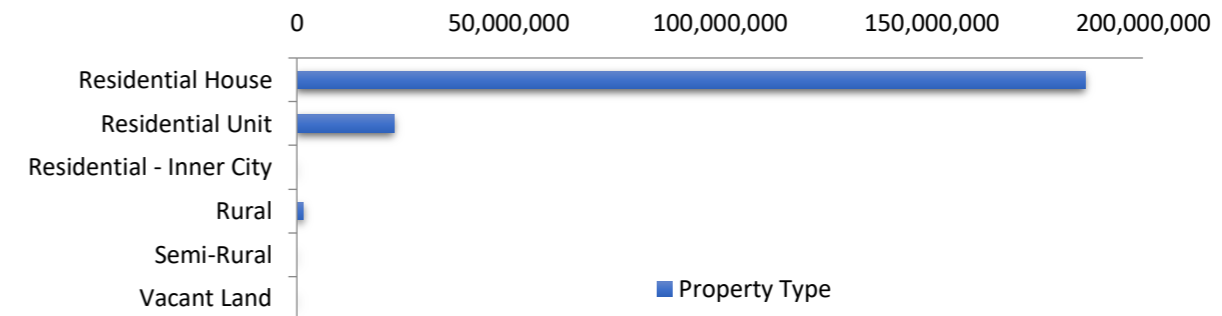 0 50,000,000 100,000,000 150,000,000 200,000,000
Residential House
Residential Unit
Residential - Inner City
Rural
Semi-Rural
Vacant Land
Property Type